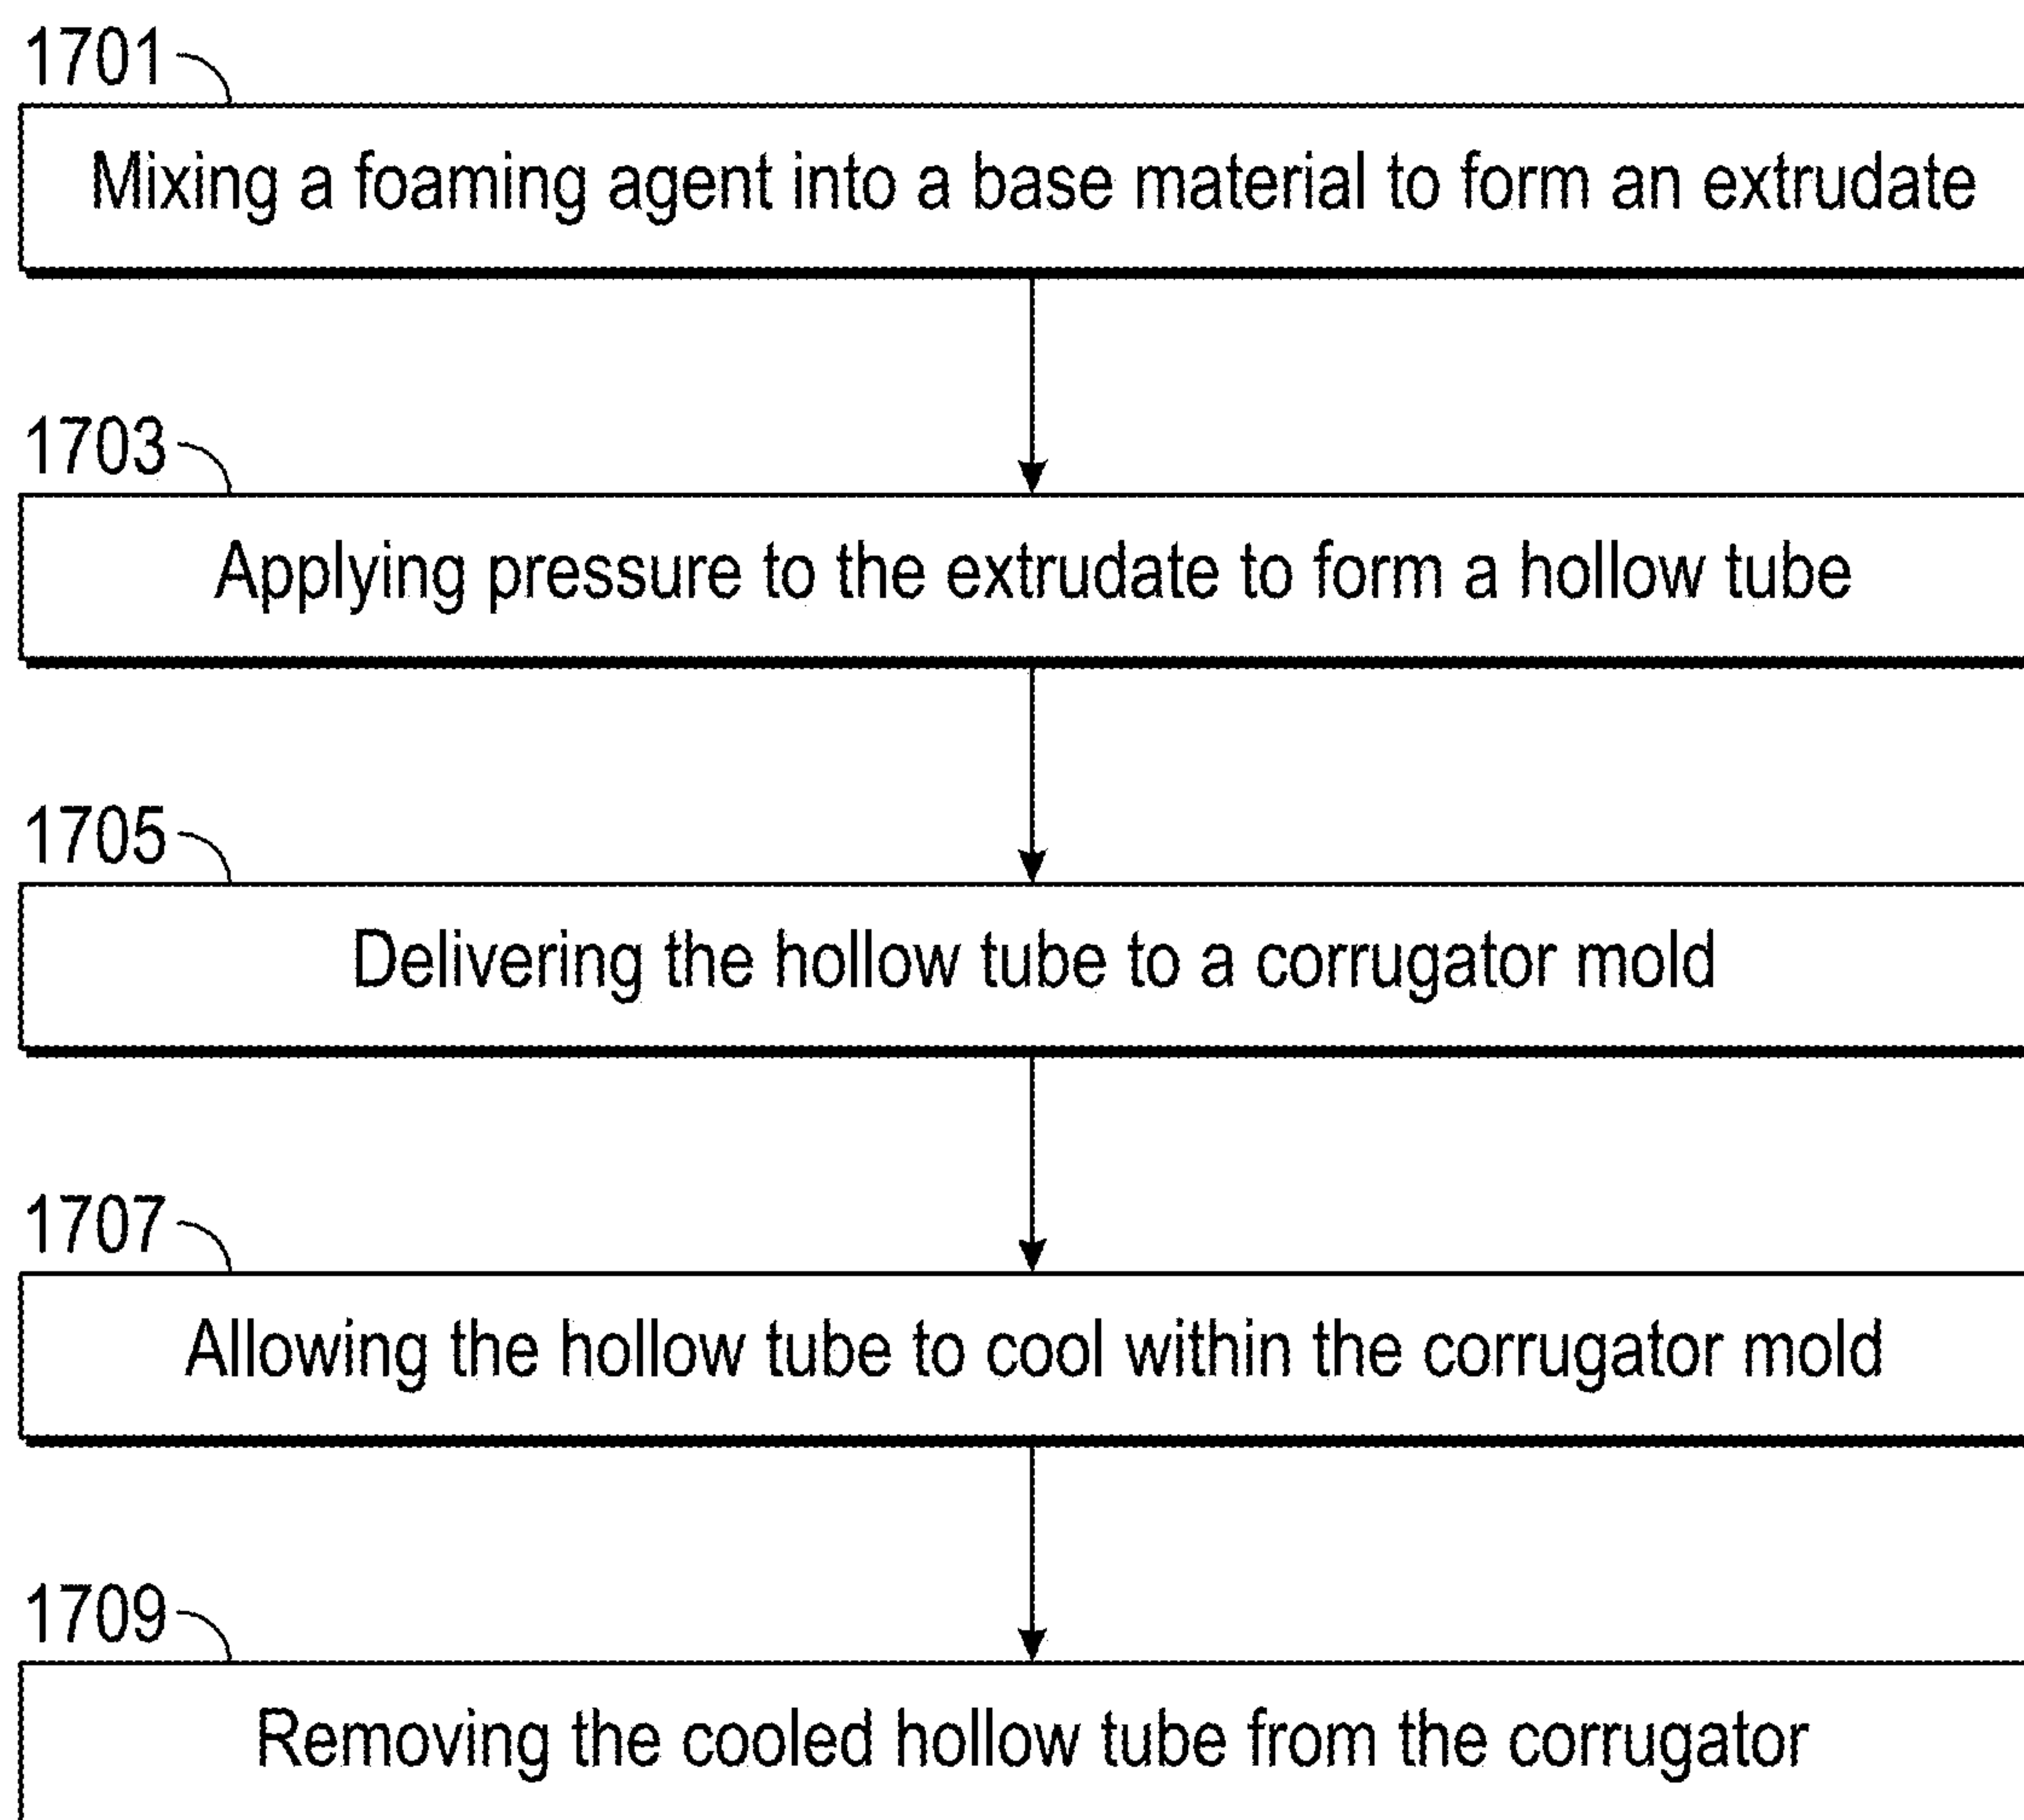 1701
Mixing a foaming agent into a base material to form an extrudate
1703
Applying pressure to the extrudate to form a hollow tube
1705
Delivering the hollow tube to a corrugator mold
1707
Allowing the hollow tube to cool within the corrugator mold
1709
Removing the cooled hollow tube from the corrugator